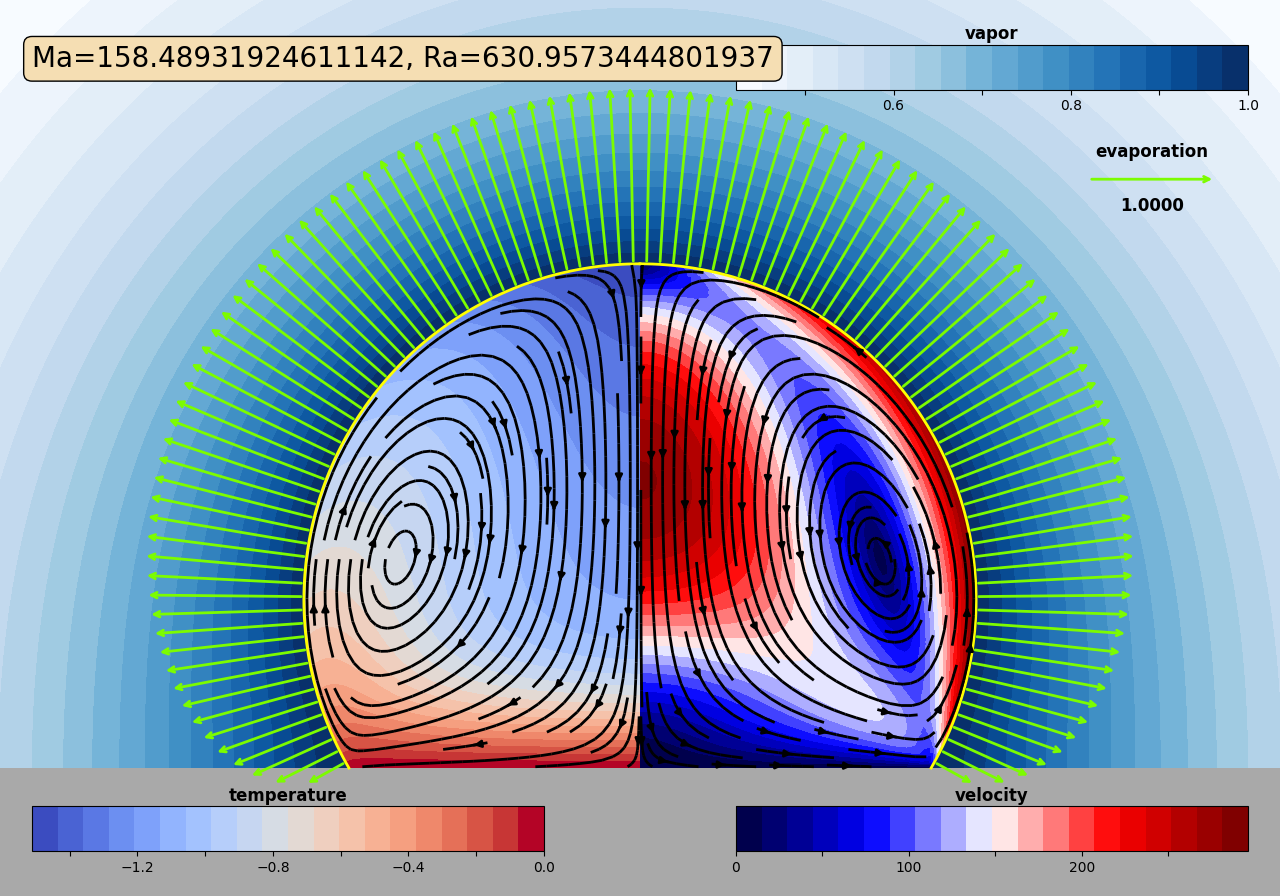 vapor
Ma=158.48931924611142, Ra=630.9573444801937
0.6 0.8 1.0
evaporation
1.0000
temperature
−1.2 −0.8 −0.4 0.0
velocity
0 100 200